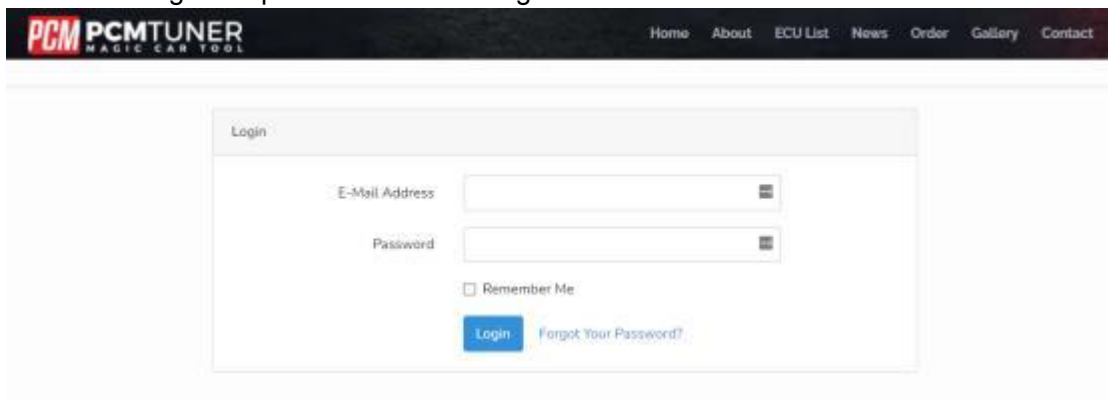 PCM PCMTUNER
MAGIC CAR TOOL
Home About ECU List News Order Gallery Contact
Login
E-Mail Address
Password
Remember Me
Login Forgot Your Password?